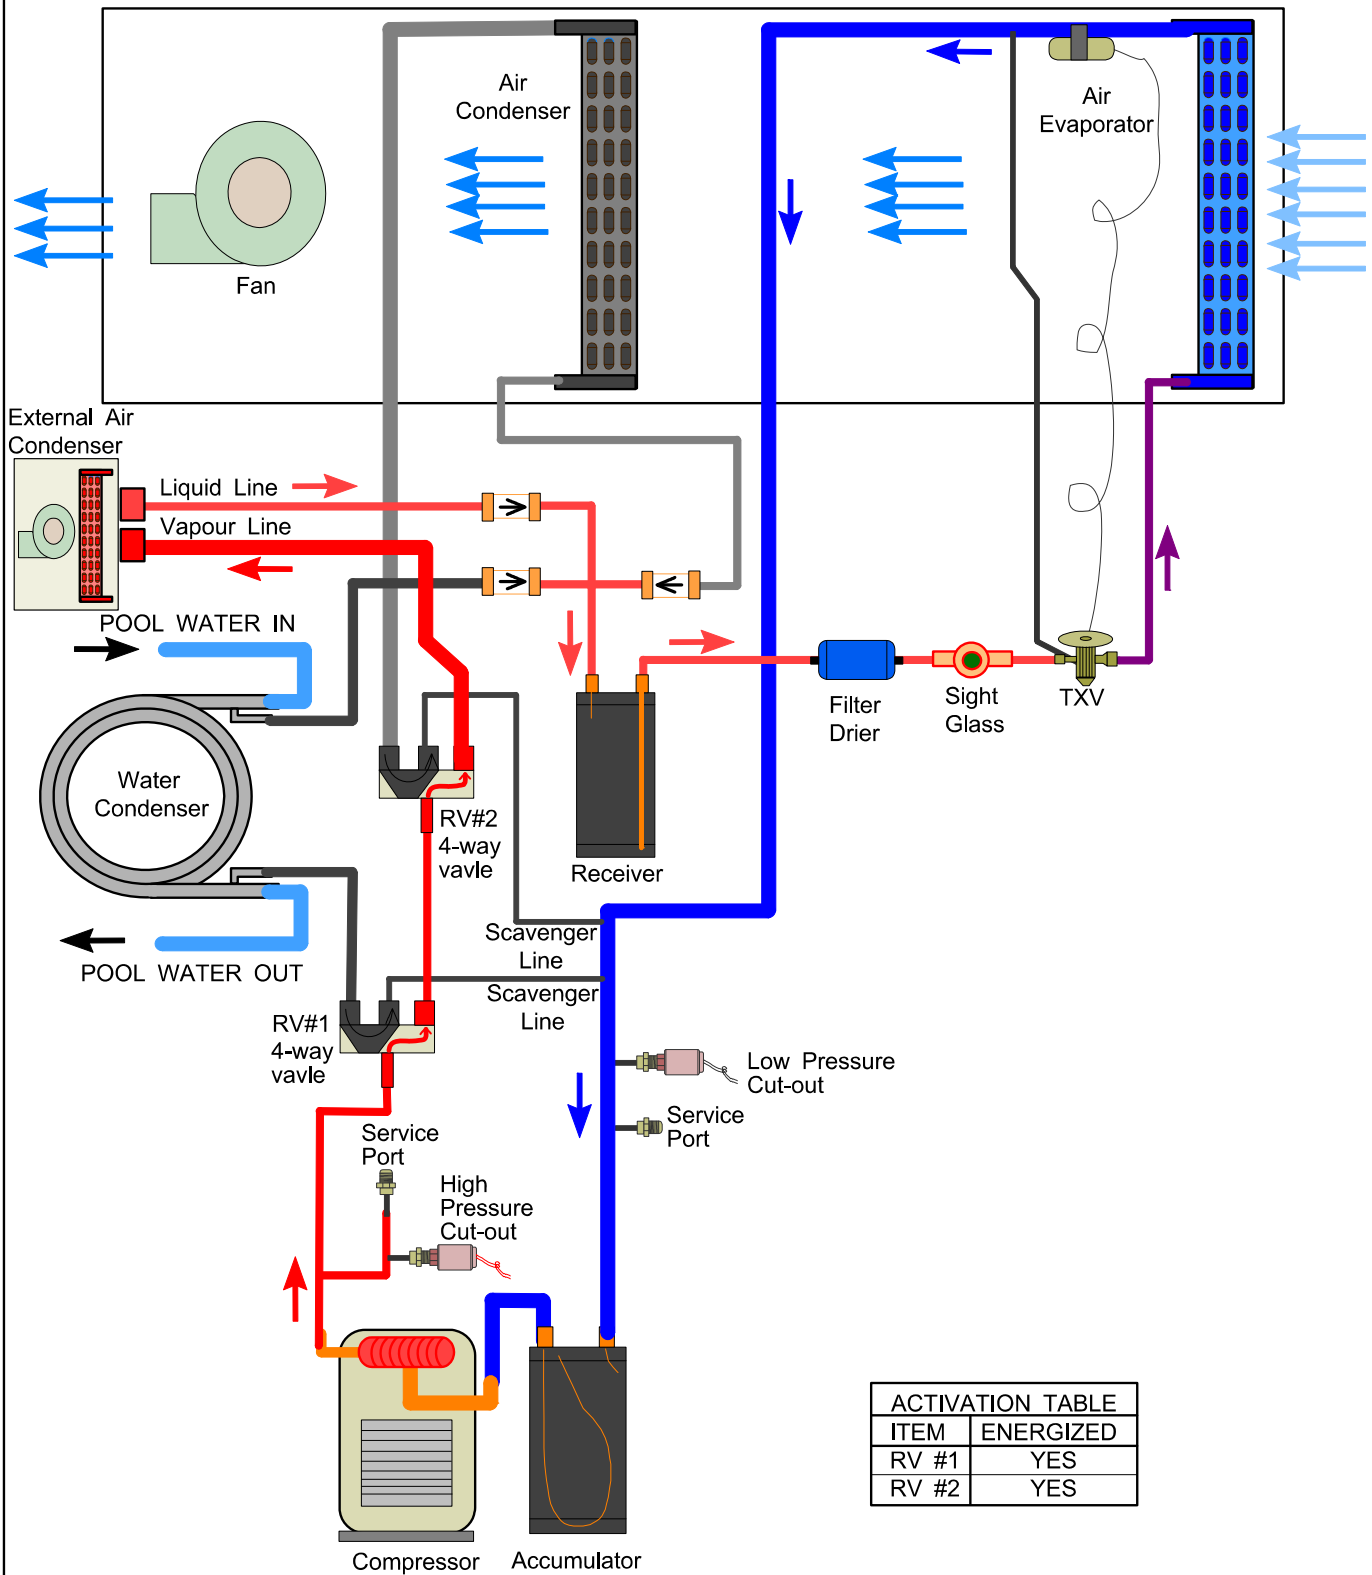 Air
Condenser
Air
Evaporator
Fan
External Air
Condenser
Liquid Line
Vapour Line
POOL WATER IN
Water
Condenser
POOL WATER OUT
RV#2
4-way
vavle
Receiver
Filter
Drier
Sight
Glass
TXV
Scavenger
Line
Scavenger
Line
RV#1
4-way
vavle
Low Pressure
Cut-out
Service
Port
Service
Port
High
Pressure
Cut-out
Compressor
Accumulator
ACTIVATION TABLE
ITEM ENERGIZED
RV #1 YES
RV #2 YES